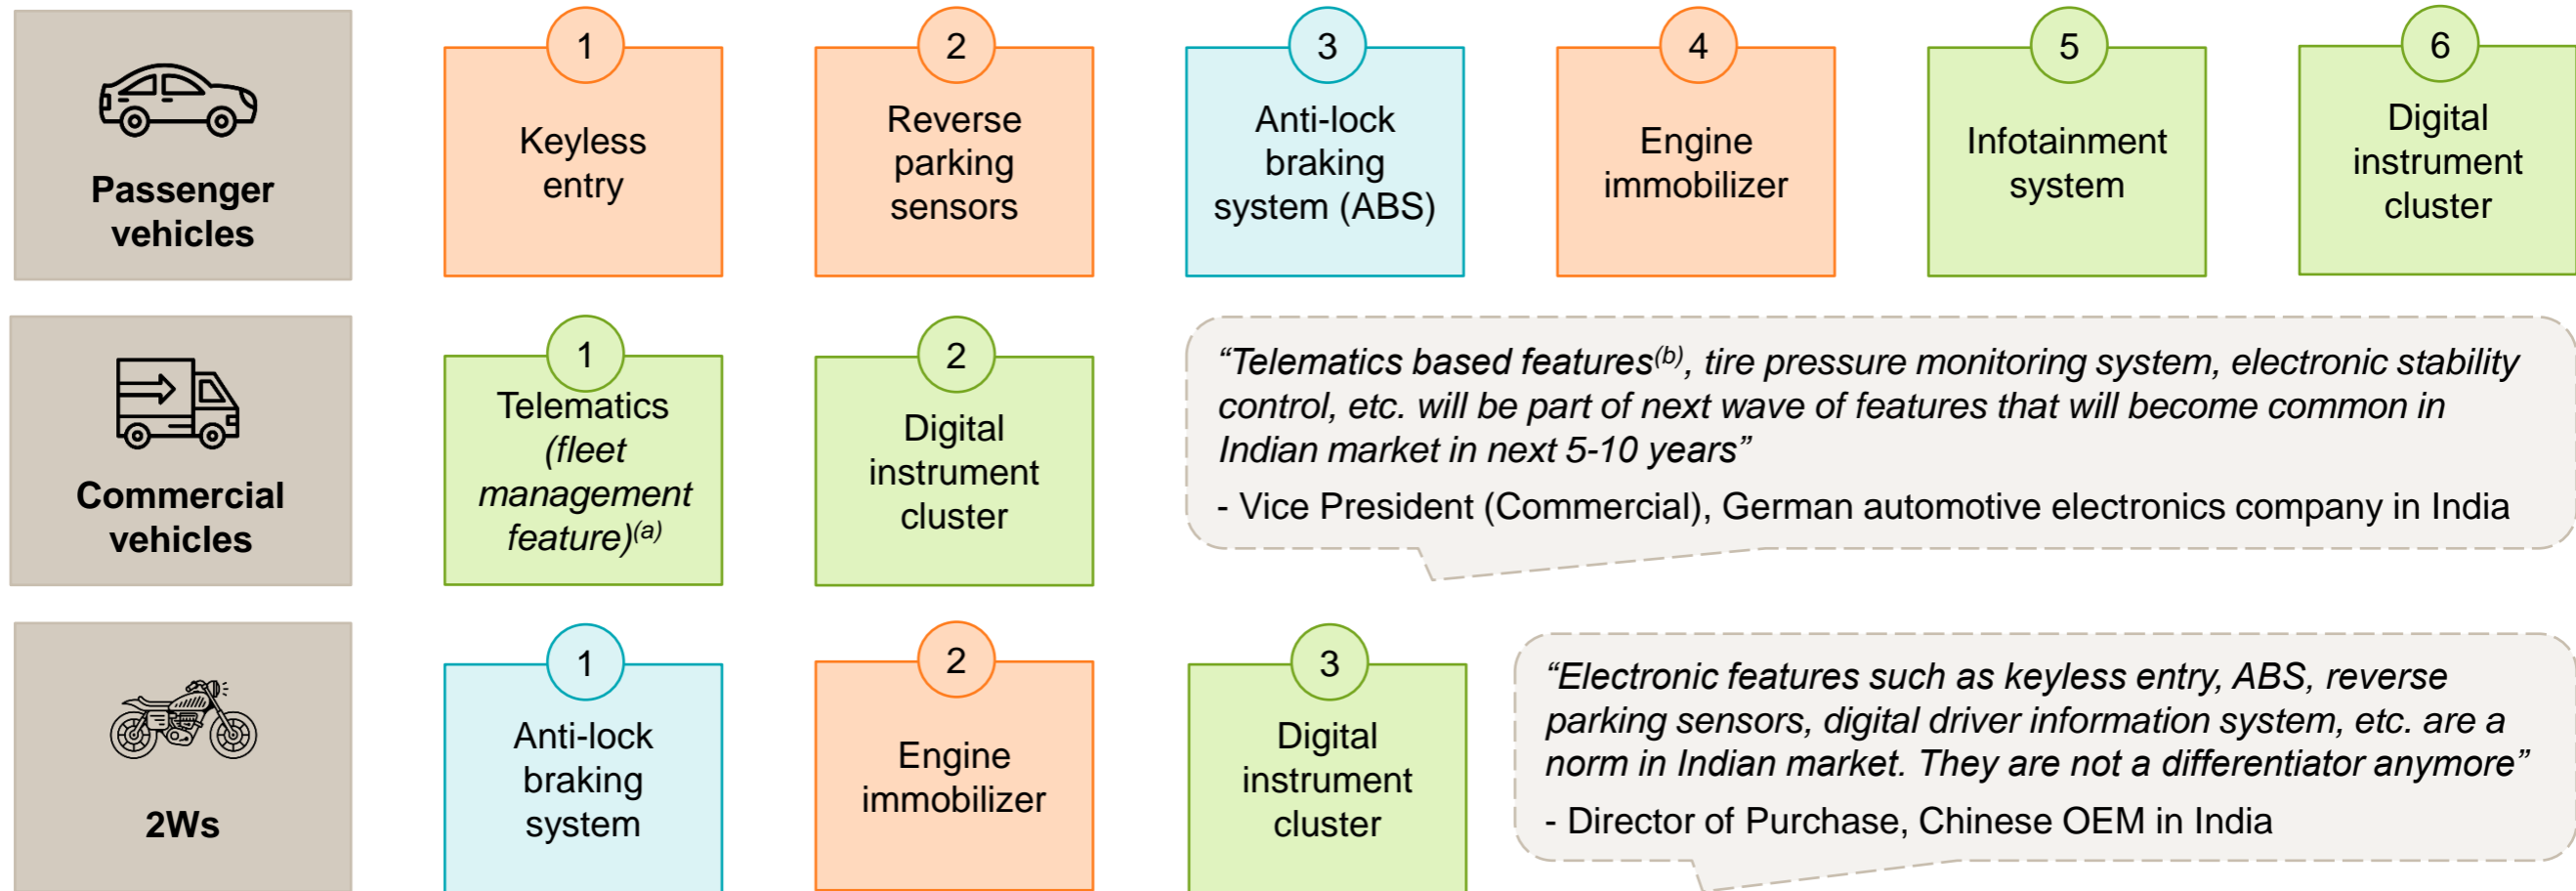 Passenger
vehicles
1
Keyless
entry
2
Reverse
parking
sensors
3
Anti-lock
braking
system (ABS)
4
Engine
immobilizer
5
Infotainment
system
6
Digital
instrument
cluster
Commercial
vehicles
1
Telematics
(fleet
management
feature)(a)
2
Digital
instrument
cluster
“Telematics based features(b), tire pressure monitoring system, electronic stability
control, etc. will be part of next wave of features that will become common in
Indian market in next 5-10 years”
- Vice President (Commercial), German automotive electronics company in India
2Ws
1
Anti-lock
braking
system
2
Engine
immobilizer
3
Digital
instrument
cluster
“Electronic features such as keyless entry, ABS, reverse
parking sensors, digital driver information system, etc. are a
norm in Indian market. They are not a differentiator anymore”
- Director of Purchase, Chinese OEM in India